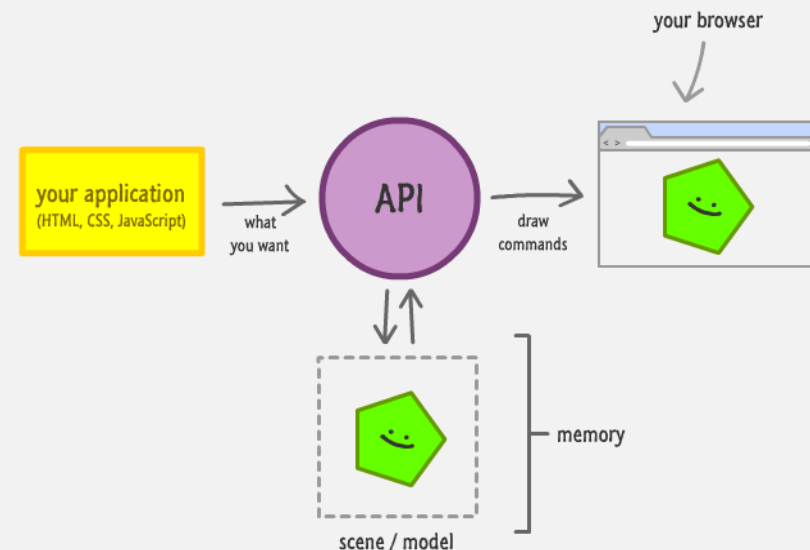 your browser
your application
(HTML, CSS, JavaScript)
what
you want
API
draw
commands
< >
memory
scene / model